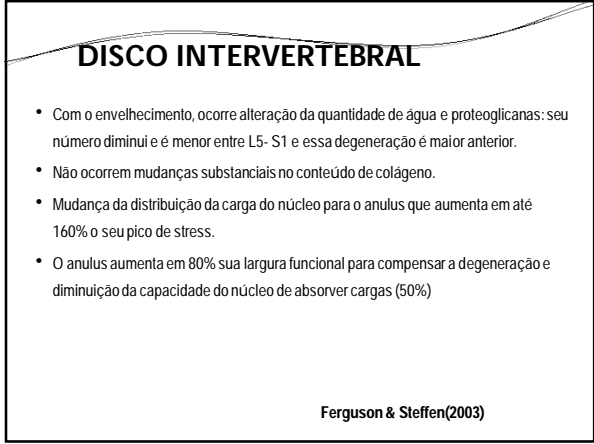 DISCO INTERVERTEBRAL
• Com o envelhecimento, ocorre alteração da quantidade de água e proteoglicanas: seu
número diminui e é menor entre L5- S1 e essa degeneração é maior anterior.
• Não ocorrem mudanças substanciais no conteúdo de colágeno.
• Mudança da distribuição da carga do núcleo para o anulus que aumenta em até
160% o seu pico de stress.
• O anulus aumenta em 80% sua largura funcional para compensar a degeneração e
diminuição da capacidade do núcleo de absorver cargas (50%)
Ferguson & Steffen(2003)